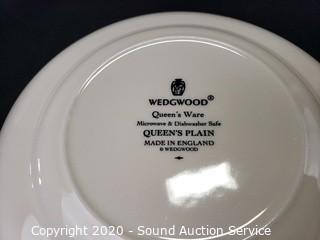 WEDGWOOD®
Queen's Ware
Microwave & Dishwasher Safe
QUEEN'S PLAIN
MADE IN ENGLAND
© WEDGWOOD
Copyright 2020 - Sound Auction Service